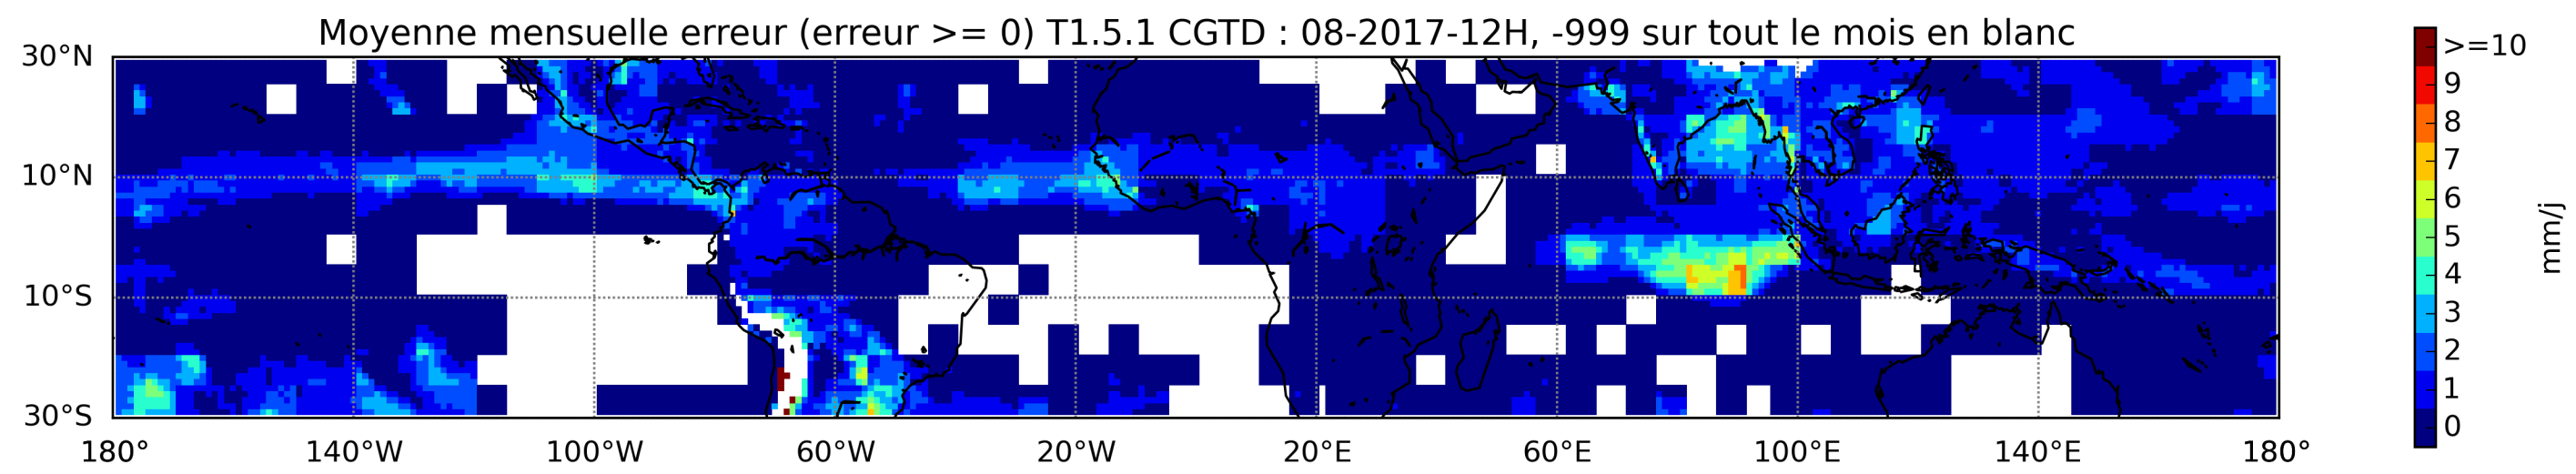 Moyenne mensuelle erreur (erreur >= 0) T1.5.1 CGTD : 08-2017-12H, -999 sur tout le mois en blanc
30°N
10°N
10°S
30°S
180° 140°W 100°W 60°W 20°W 20°E 60°E 100°E 140°E 180°
>=10
9
8
7
6
5
4
3
2
1
0
mm/j